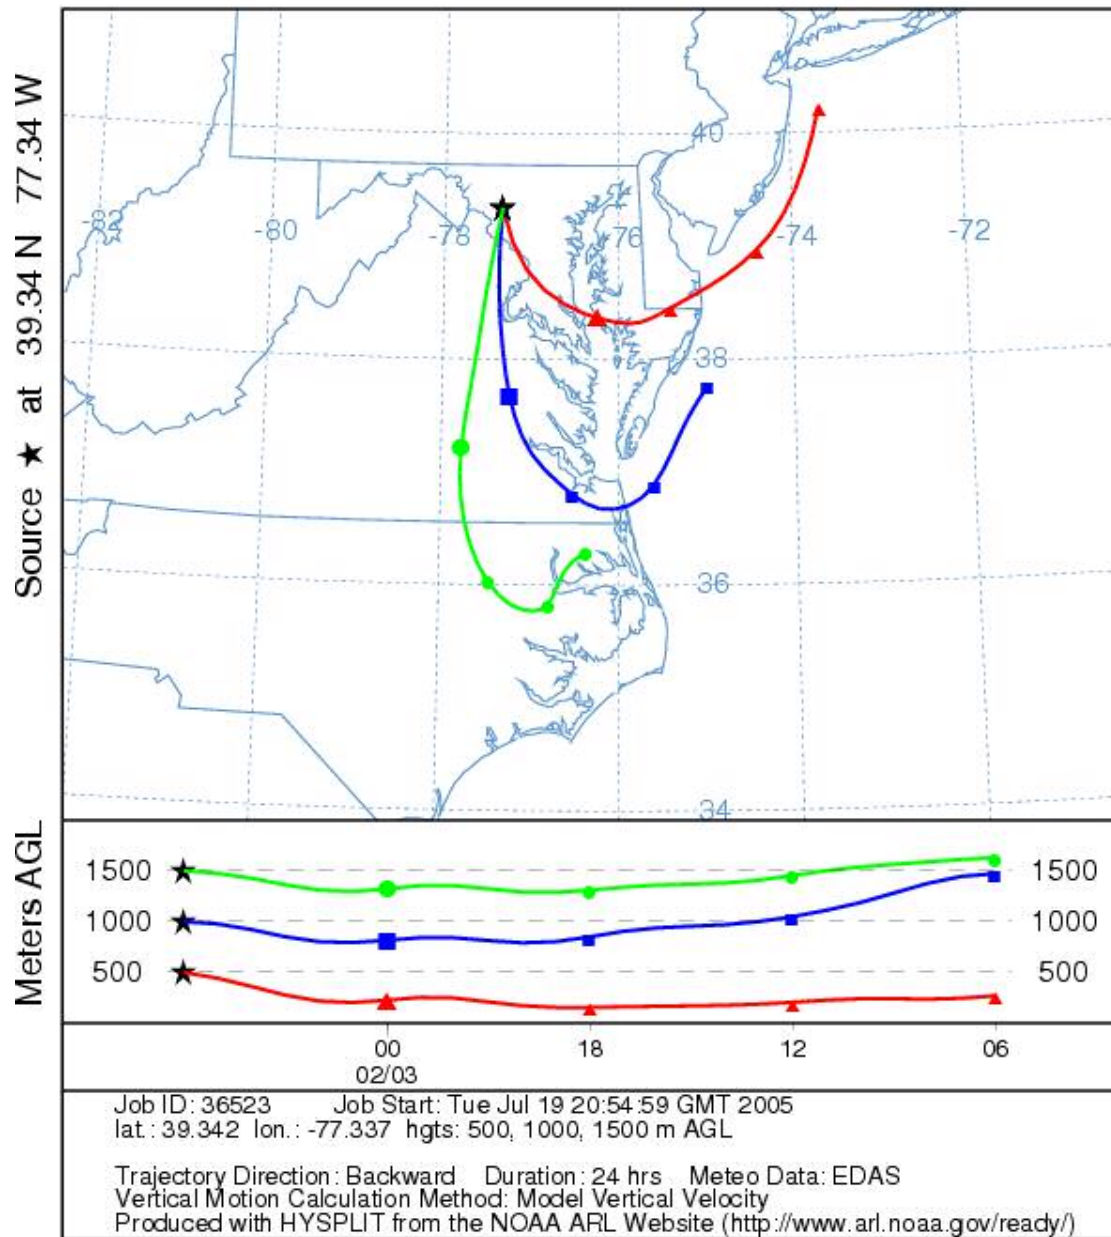 Source ★ at 39.34 N 77.34 W
40
-82
-80
-78
-76
-74
-72
38
36
34
Meters AGL
1500 1500
1000 1000
500 500
00 18 12 06
02/03
Job ID: 36523 Job Start: Tue Jul 19 20:54:59 GMT 2005
lat.: 39.342 lon.: -77.337 hgts: 500, 1000, 1500 m AGL
Trajectory Direction: Backward Duration: 24 hrs Meteo Data: EDAS
Vertical Motion Calculation Method: Model Vertical Velocity
Produced with HYSPLIT from the NOAA ARL Website (http://www.arl.noaa.gov/ready/)